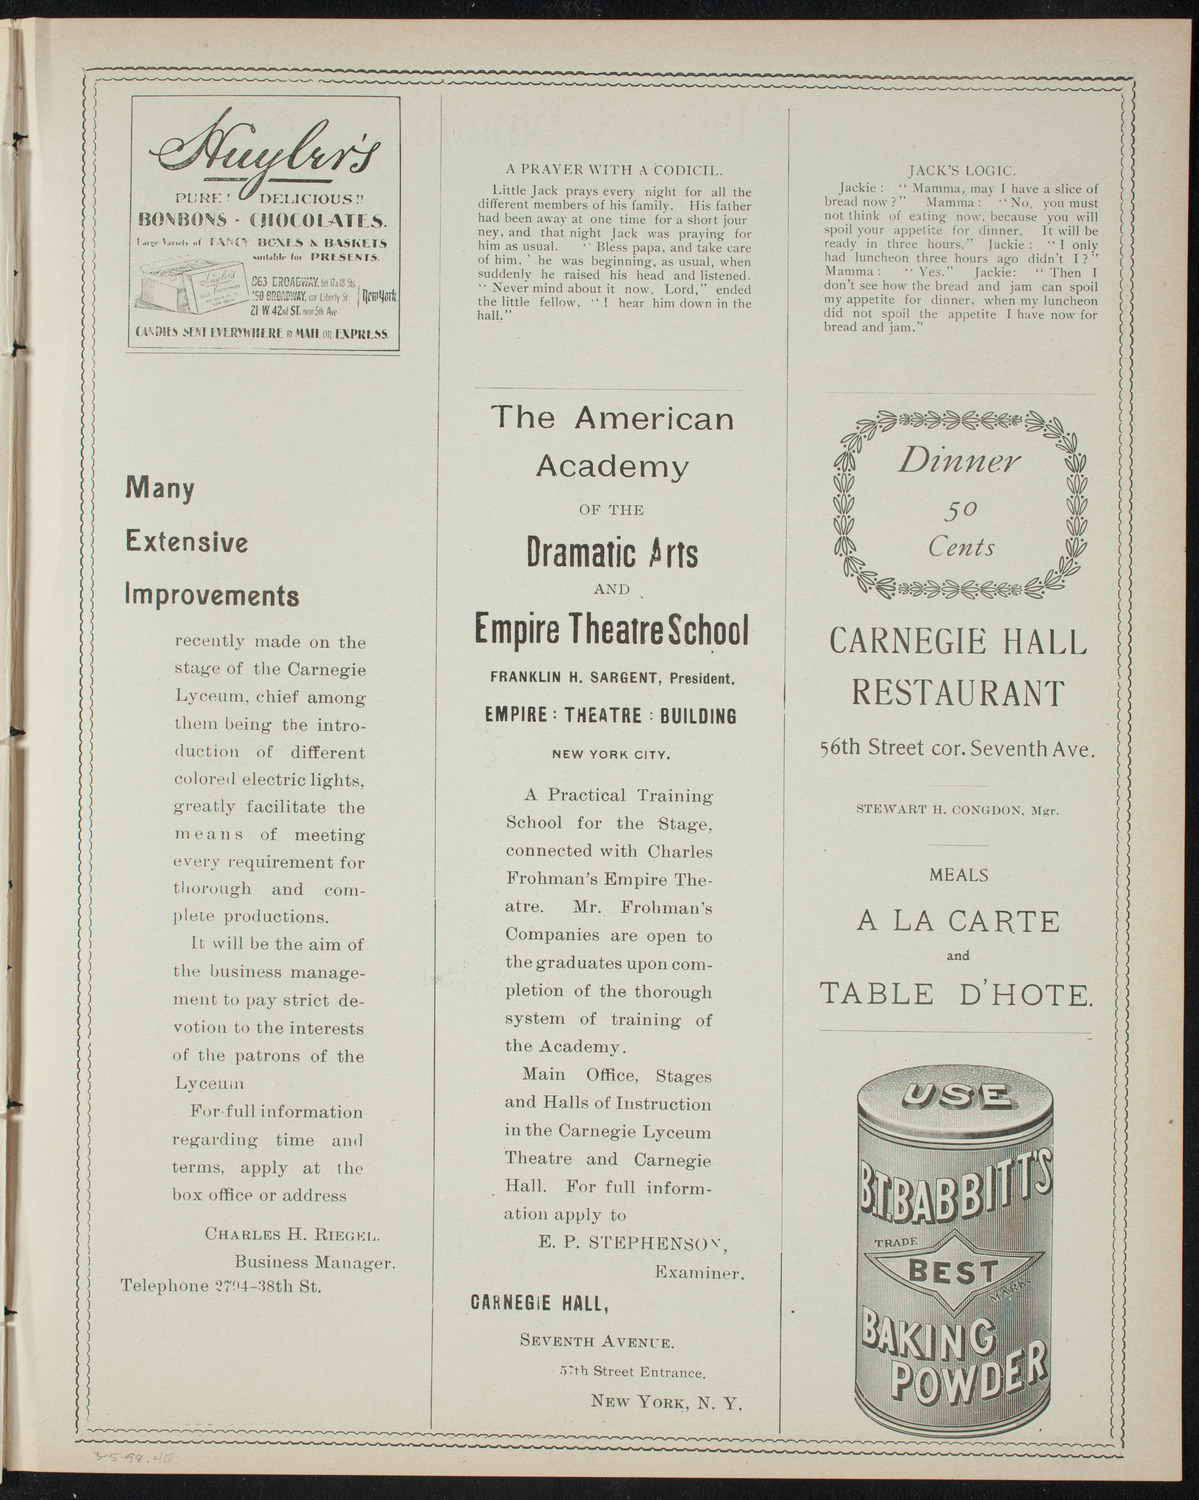 Huyler's
PURE! DELICIOUS!!
BONBONS - CHOCOLATES.
Large Variety of FANCY BOXES & BASKETS
suitable for PRESENTS.
863 BROADWAY, bet 17 & 18 Sts.
150 BROADWAY, cor Liberty St
21 W. 42nd ST. near 5th Ave
New York.
CANDIES SENT EVERYWHERE BY MAIL OR EXPRESS.
Many
Extensive
Improvements
recently made on the
stage of the Carnegie
Lyceum, chief among
them being the intro-
duction of different
colored electric lights,
greatly facilitate the
means of meeting
every requirement for
thorough and com-
plete productions.
It will be the aim of
the business manage-
ment to pay strict de-
votion to the interests
of the patrons of the
Lyceum
For full information
regarding time and
terms, apply at the
box office or address
CHARLES H. RIEGEL.
Business Manager.
Telephone 2794-38th St.
A PRAYER WITH A CODICIL.
Little Jack prays every night for all the
different members of his family. His father
had been away at one time for a short jour
ney, and that night Jack was praying for
him as usual. "Bless papa, and take care
of him,' he was beginning, as usual, when
suddenly he raised his head and listened.
"Never mind about it now, Lord," ended
the little fellow, "I hear him down in the
hall."
The American
Academy
OF THE
Dramatic Arts
AND
Empire Theatre School
FRANKLIN H. SARGENT, President.
EMPIRE : THEATRE : BUILDING
NEW YORK CITY.
A Practical Training
School for the Stage,
connected with Charles
Frohman's Empire The-
atre. Mr. Frohman's
Companies are open to
the graduates upon com-
pletion of the thorough
system of training of
the Academy.
Main Office, Stages
and Halls of Instruction
in the Carnegie Lyceum
Theatre and Carnegie
Hall. For full inform-
ation apply to
E. P. STEPHENSON,
Examiner.
CARNEGIE HALL,
SEVENTH AVENUE.
57th Street Entrance.
NEW YORK, N. Y.
JACK'S LOGIC.
Jackie: "Mamma, may I have a slice of
bread now?" Mamma: "No, you must
not think of eating now, because you will
spoil your appetite for dinner. It will be
ready in three hours." Jackie: "I only
had luncheon three hours ago didn't I?"
Mamma: "Yes." Jackie: "Then I
don't see how the bread and jam can spoil
my appetite for dinner, when my luncheon
did not spoil the appetite I have now for
bread and jam."
Dinner
50
Cents
CARNEGIE HALL
RESTAURANT
56th Street cor. Seventh Ave.
STEWART H. CONGDON, Mgr.
MEALS
A LA CARTE
and
TABLE D'HOTE.
USE
B.T. BABBITT'S
TRADE
BEST
MARK
BAKING
POWDER
3-5-98, 4E